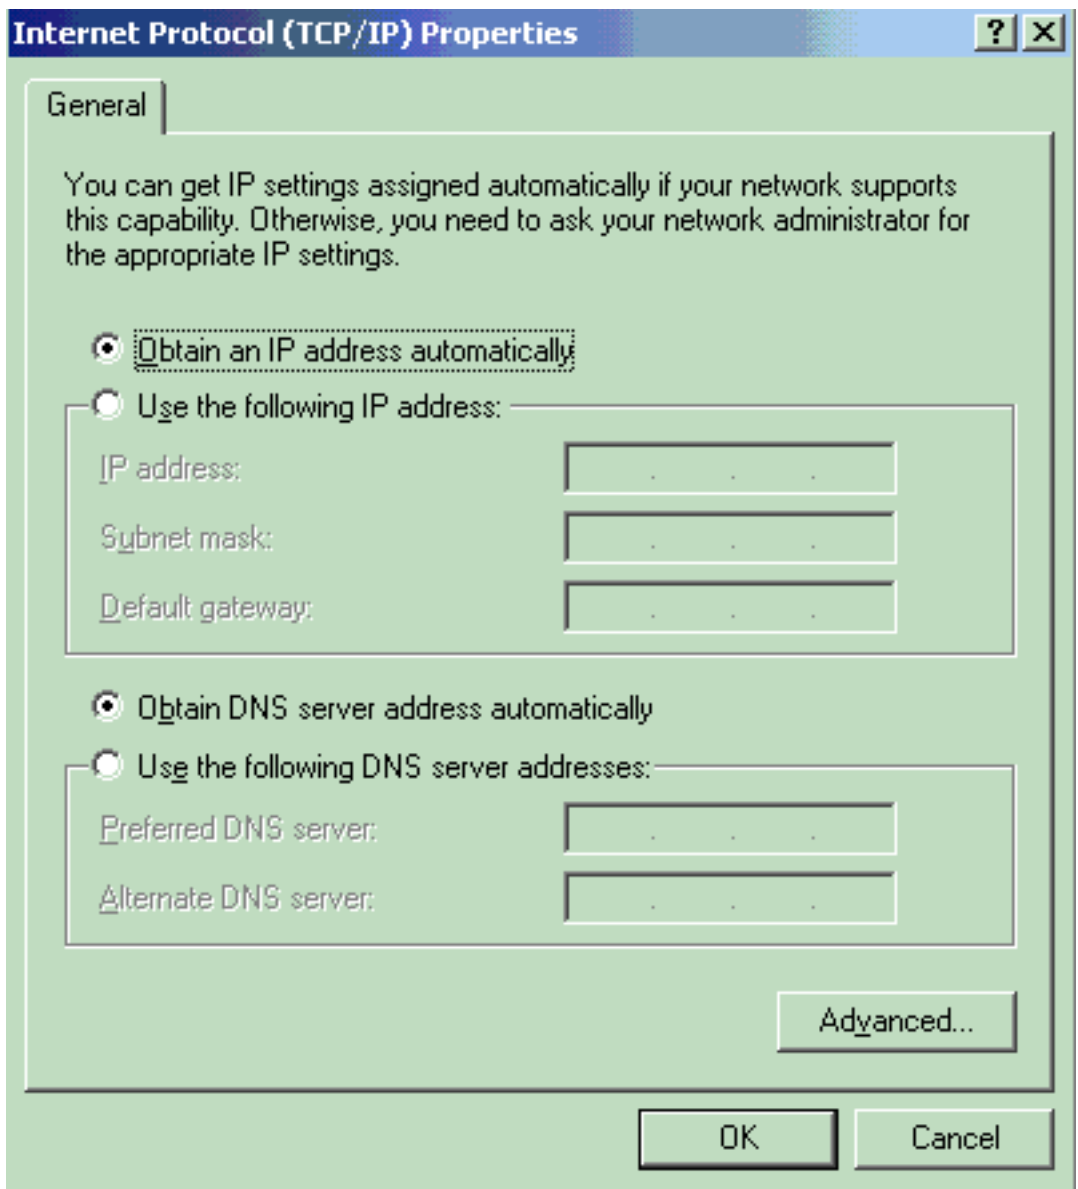 Internet Protocol (TCP/IP) Properties
General
You can get IP settings assigned automatically if your network supports
this capability. Otherwise, you need to ask your network administrator for
the appropriate IP settings.
Obtain an IP address automatically
Use the following IP address:
IP address:
Subnet mask:
Default gateway:
Obtain DNS server address automatically
Use the following DNS server addresses:
Preferred DNS server:
Alternate DNS server:
Advanced...
OK Cancel